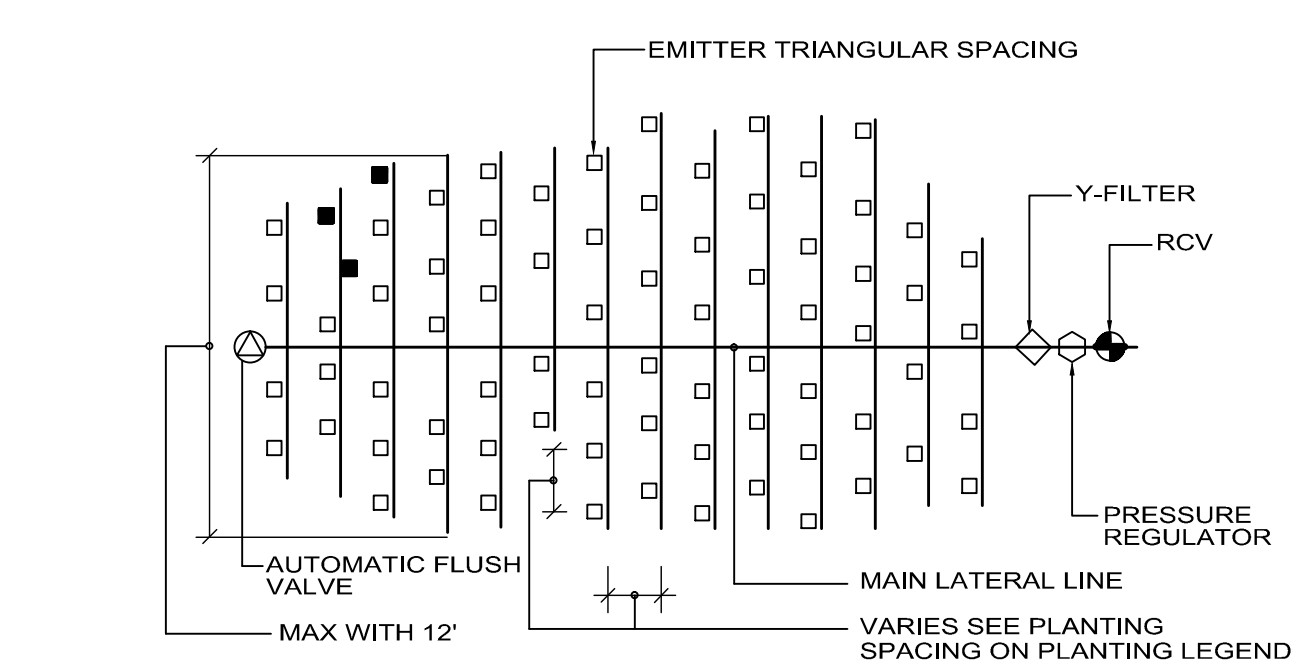 EMITTER TRIANGULAR SPACING
Y-FILTER
RCV
PRESSURE
REGULATOR
AUTOMATIC FLUSH
VALVE
MAIN LATERAL LINE
MAX WITH 12'
VARIES SEE PLANTING
SPACING ON PLANTING LEGEND